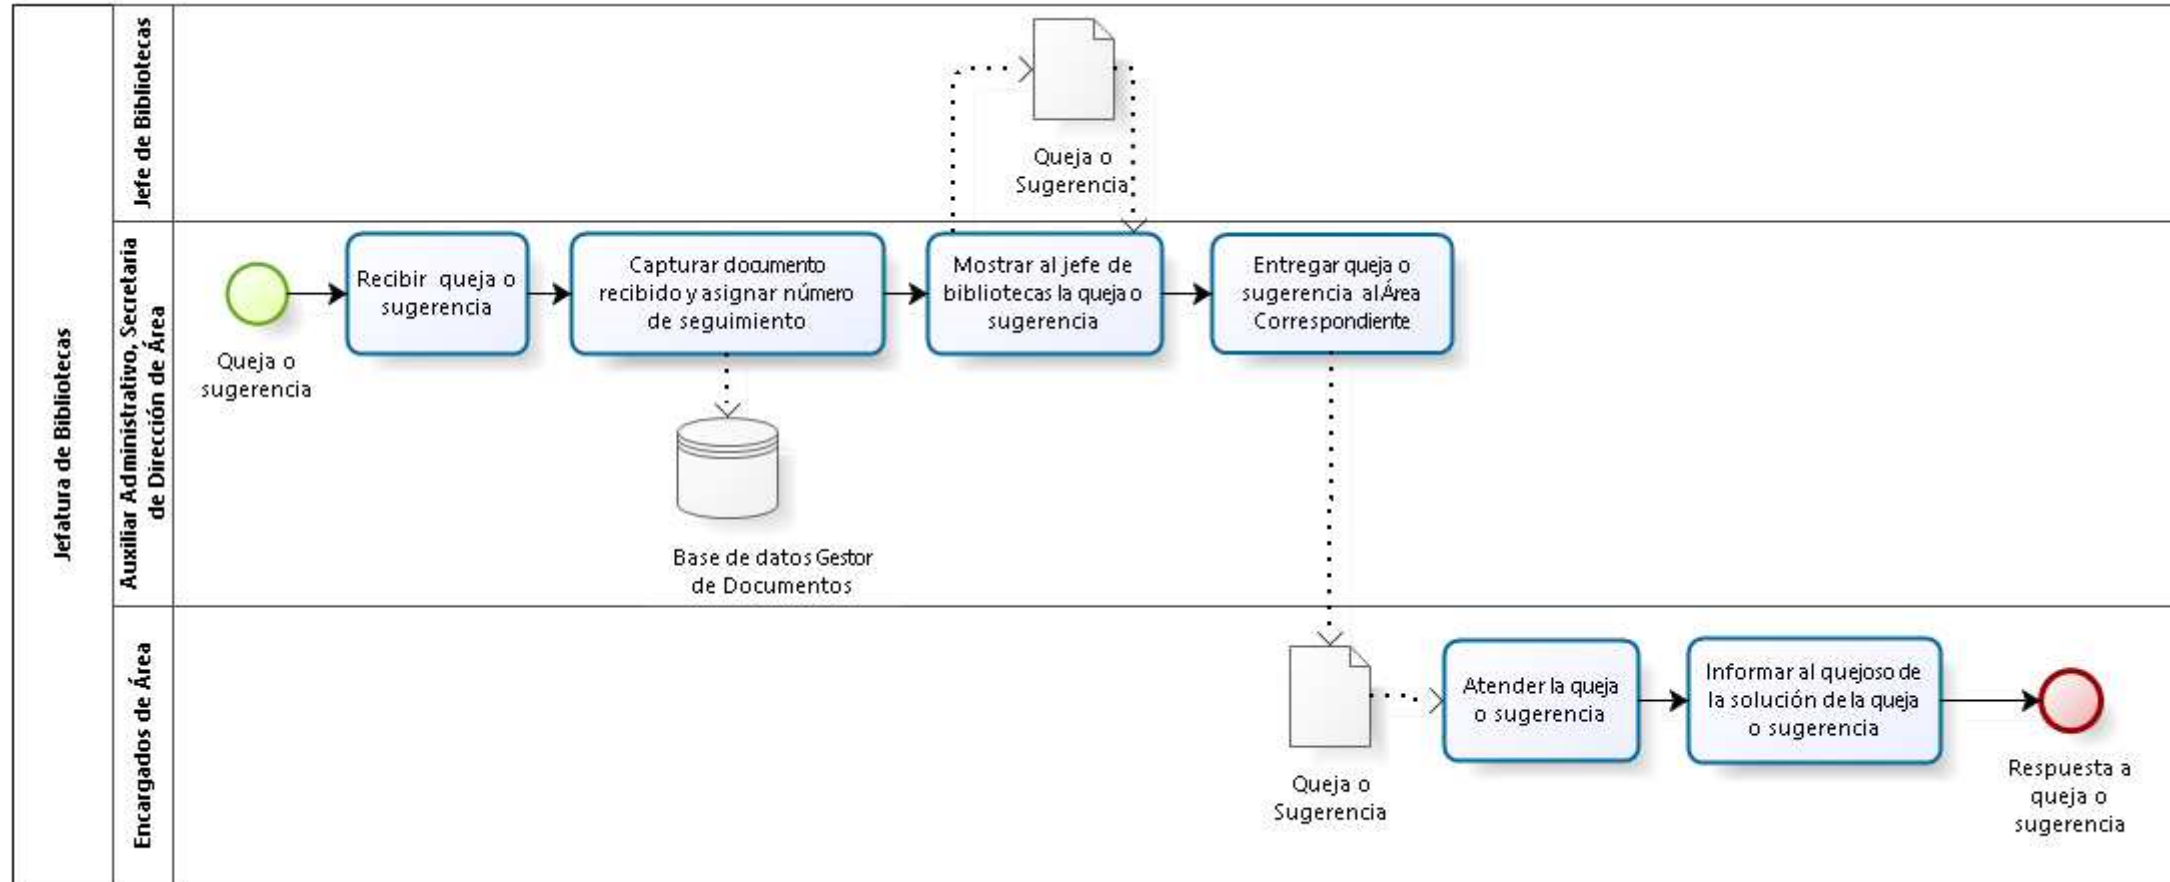 Jefatura de Bibliotecas
Jefe de Bibliotecas
Queja o
Sugerencia
Auxiliar Administrativo, Secretaria
de Dirección de Área
Queja o
sugerencia
Recibir queja o
sugerencia
Capturar documento
recibido y asignar número
de seguimiento
Base de datos Gestor
de Documentos
Mostrar al jefe de
bibliotecas la queja o
sugerencia
Entregar queja o
sugerencia al Área
Correspondiente
Encargados de Área
Queja o
Sugerencia
Atender la queja
o sugerencia
Informar al quejoso de
la solución de la queja
o sugerencia
Respuesta a
queja o
sugerencia